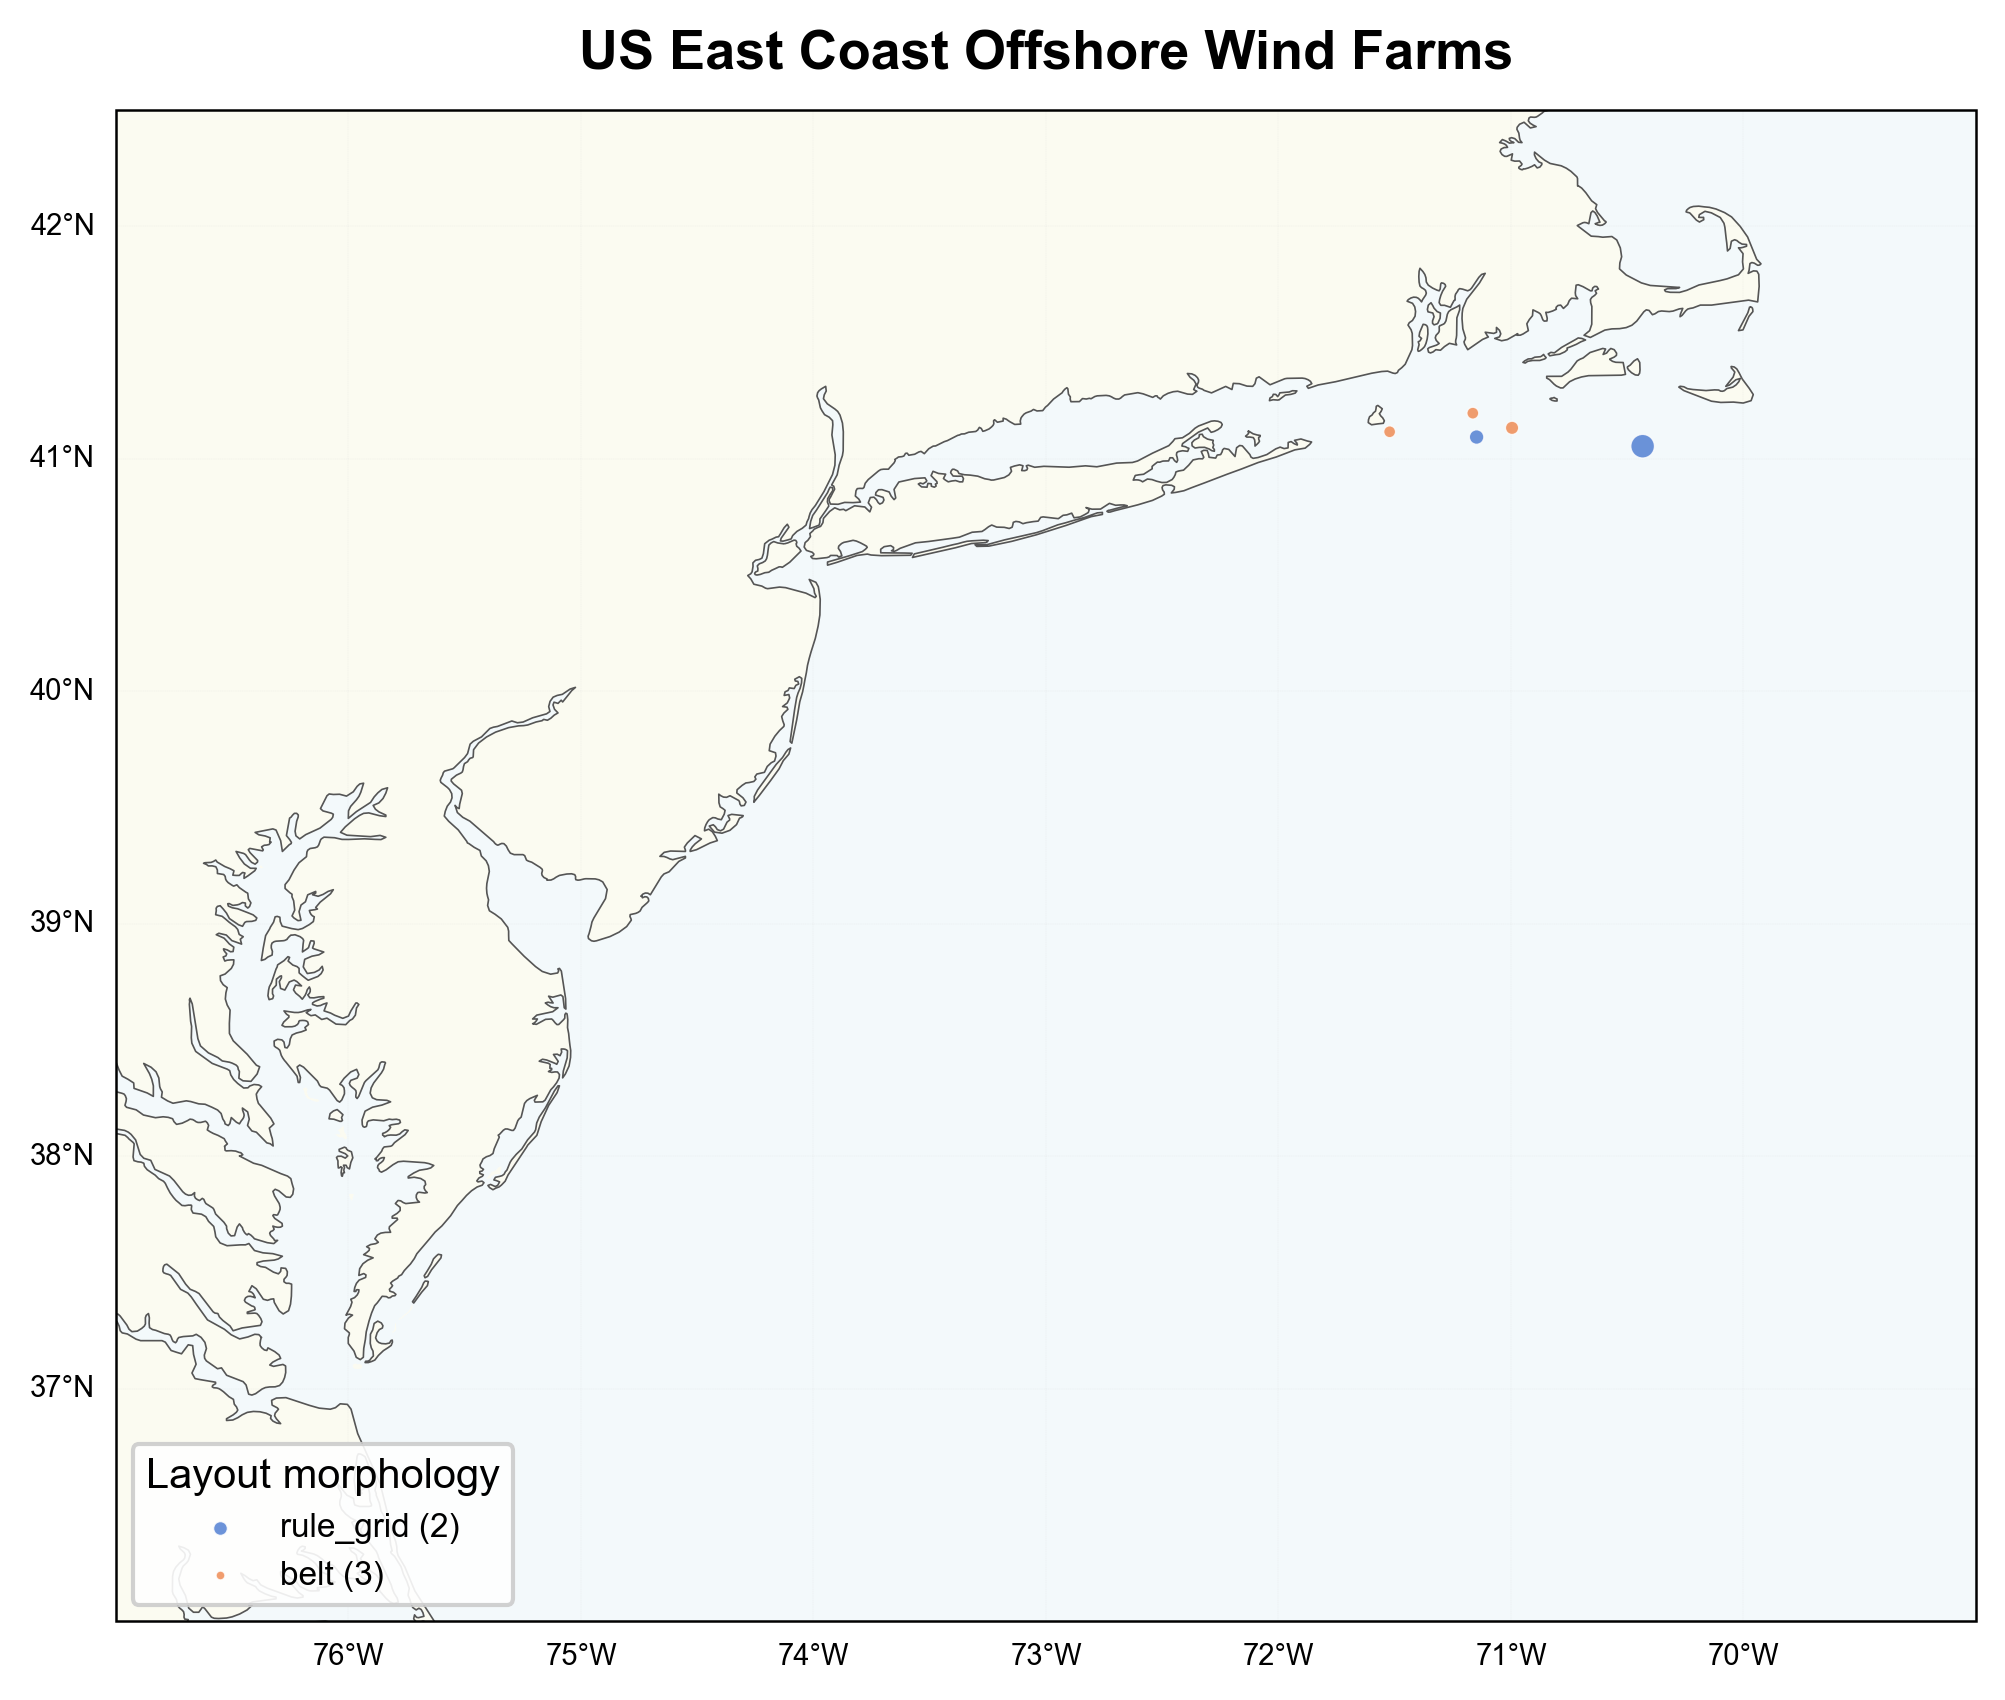 US East Coast Offshore Wind Farms
42°N
41°N
40°N
39°N
38°N
37°N
Layout morphology
rule_grid (2)
belt (3)
76°W
75°W
74°W
73°W
72°W
71°W
70°W